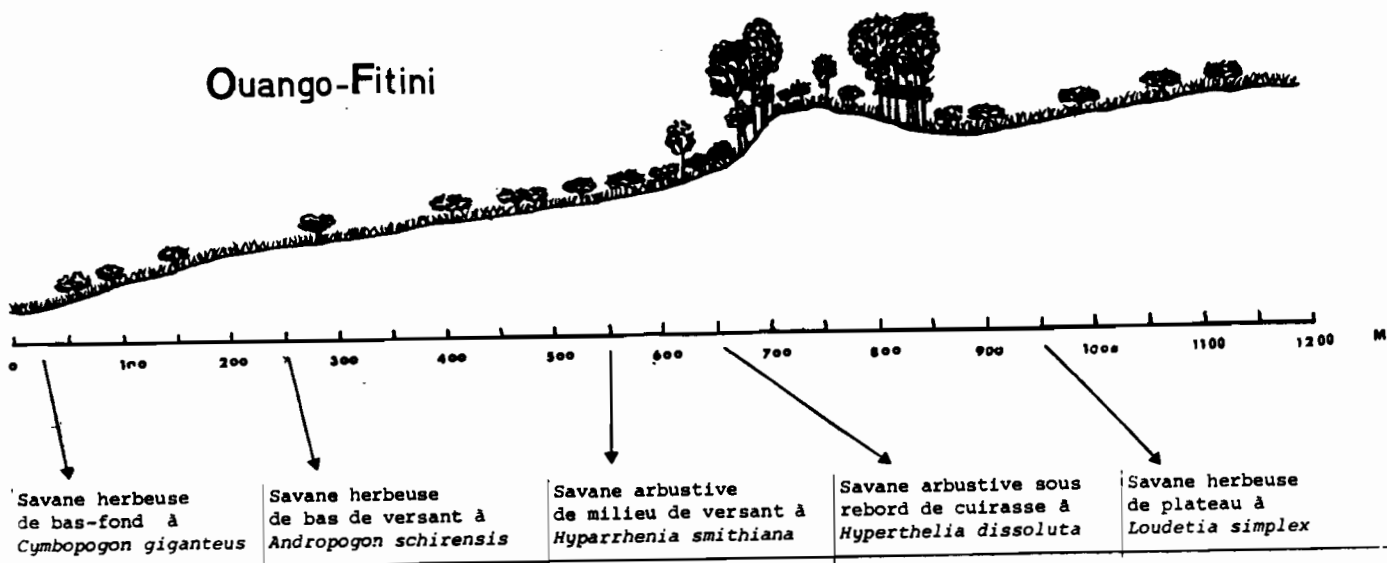 Ouango-Fitini
0 100 200 300 400 500 600 700 800 900 1000 1100 1200 M
Savane herbeuse
de bas-fond à
Cymbopogon giganteus
Savane herbeuse
de bas de versant à
Andropogon schirensis
Savane arbustive
de milieu de versant à
Hyparrhenia smithiana
Savane arbustive sous
rebord de cuirasse à
Hyperthelia dissoluta
Savane herbeuse
de plateau à
Loudetia simplex